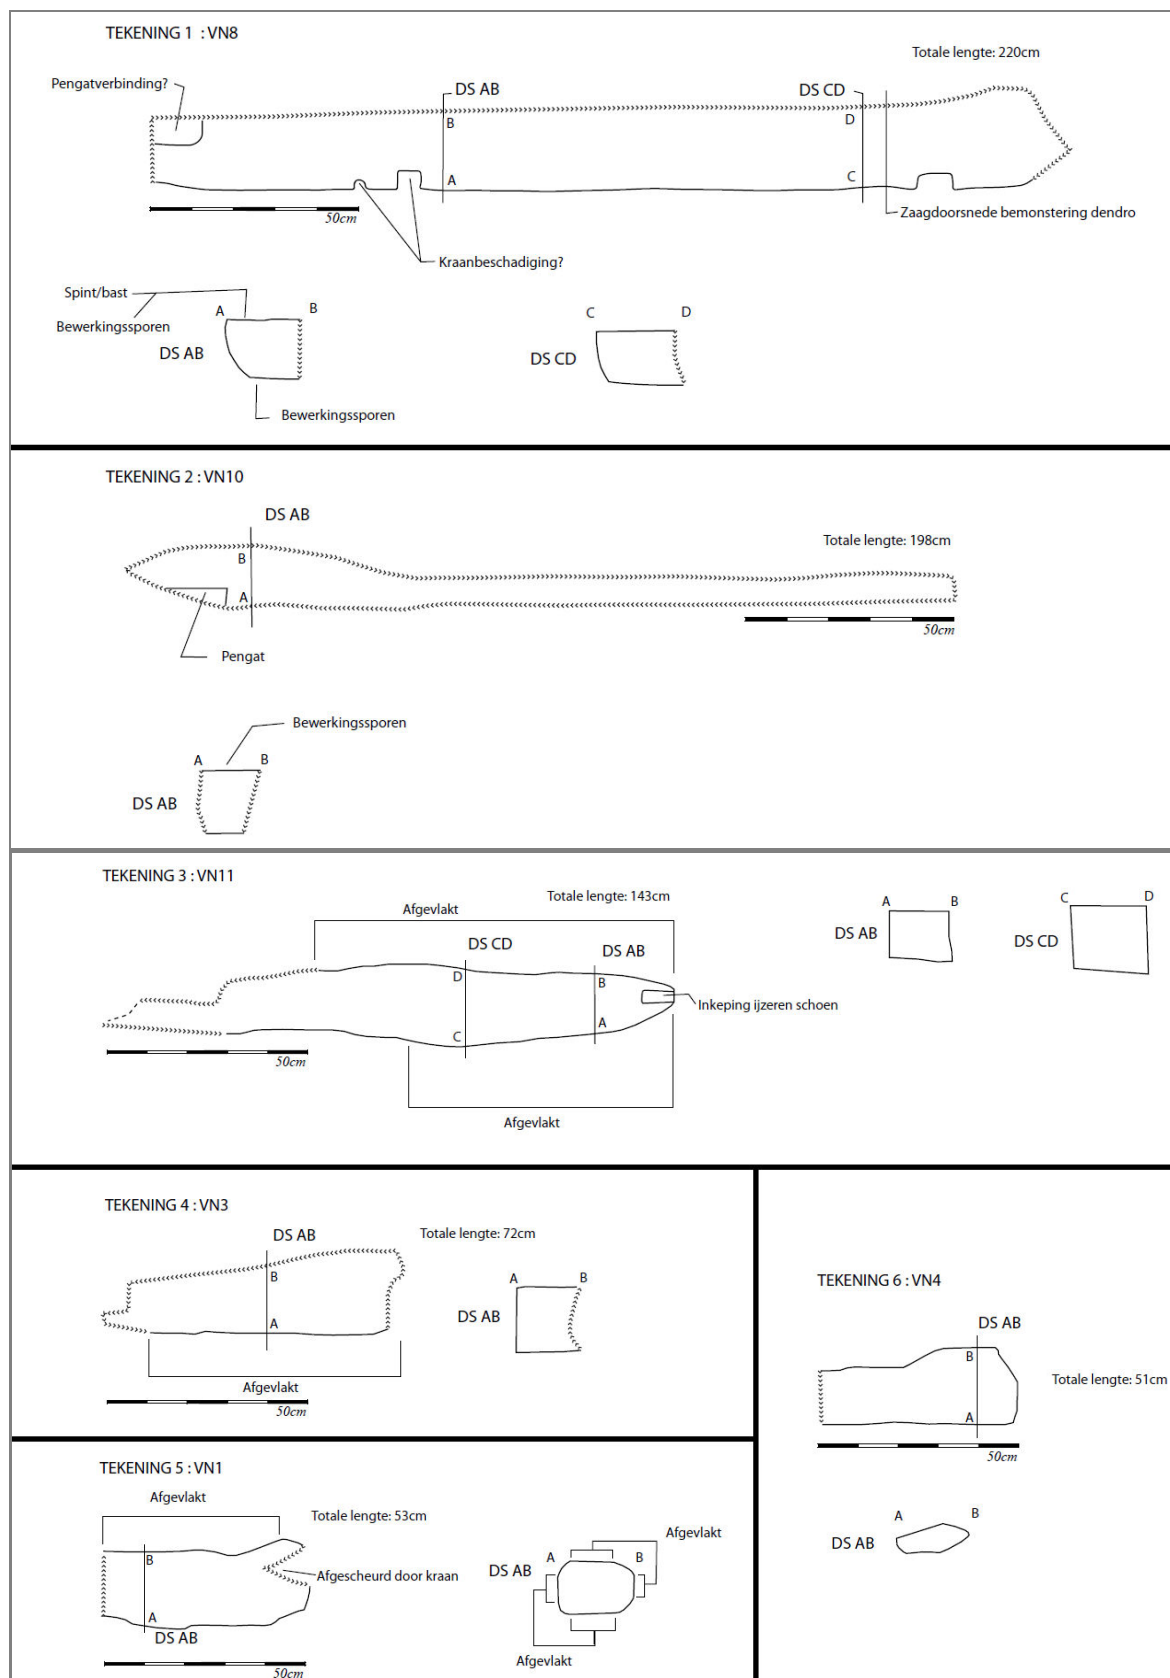 TEKENING 1 : VN8
Totale lengte: 220cm
Pengatverbinding?
DS AB
DS CD
B
D
A
C
50cm
Zaagdoorsnede bemonstering dendro
Kraanbeschadiging?
Spint/bast
A
B
C
D
Bewerkingssporen
DS AB
DS CD
Bewerkingssporen
TEKENING 2 : VN10
DS AB
Totale lengte: 198cm
B
A
50cm
Pengat
Bewerkingssporen
A
B
DS AB
TEKENING 3 : VN11
Totale lengte: 143cm
Afgevlakt
A
B
C
D
DS AB
DS CD
DS CD
DS AB
D
B
Inkeping ijzeren schoen
A
C
50cm
Afgevlakt
TEKENING 4 : VN3
DS AB
Totale lengte: 72cm
B
A
A
B
DS AB
Afgevlakt
50cm
TEKENING 6 : VN4
DS AB
B
Totale lengte: 51cm
A
50cm
A
B
DS AB
TEKENING 5 : VN1
Afgevlakt
Totale lengte: 53cm
B
Afgescheurd door kraan
A
DS AB
50cm
Afgevlakt
DS AB
A
B
Afgevlakt